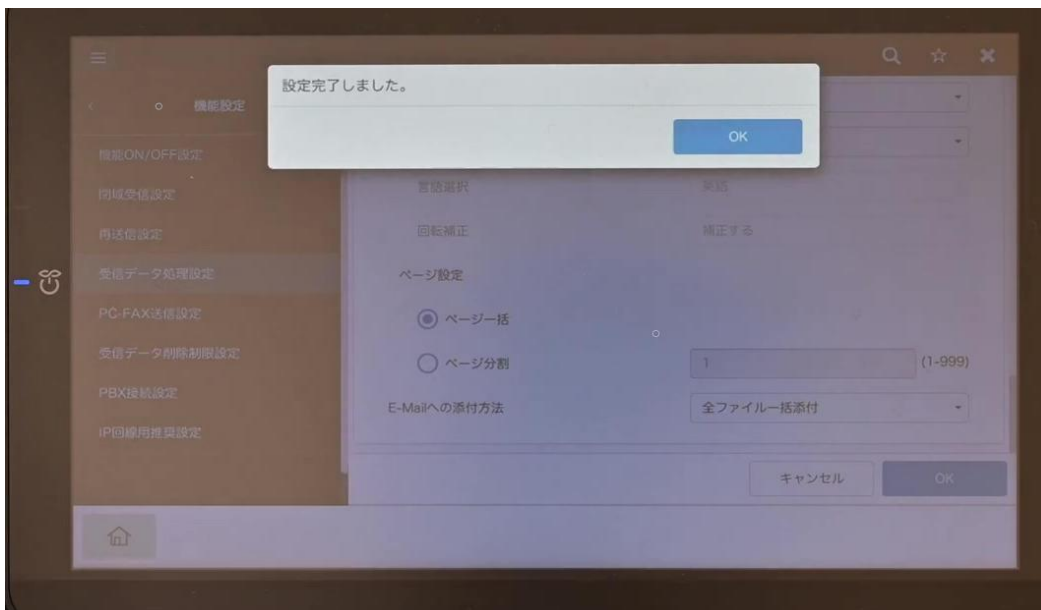 設定完了しました。
OK
機能設定
機能ON/OFF設定
閉域受信設定
再送信設定
受信データ処理設定
PC-FAX送信設定
受信データ削除制限設定
PBX接続設定
IP回線用推奨設定
言語選択 英語
回転補正 補正する
ページ設定
ページ一括
ページ分割 1 (1-999)
E-Mailへの添付方法 全ファイル一括添付
キャンセル OK